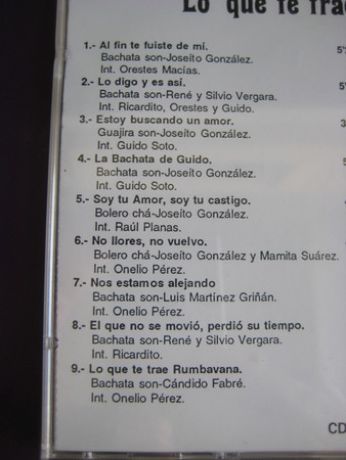 Lo que te trae
1.- Al fin te fuiste de mí.
Bachata son-Joseíto González.
Int. Orestes Macías.
2.- Lo digo y es así.
Bachata son-René y Silvio Vergara.
Int. Ricardito, Orestes y Guido.
3.- Estoy buscando un amor.
Guajira son-Joseíto González.
Int. Guido Soto.
4.- La Bachata de Guido.
Bachata son-Joseíto González.
Int. Guido Soto.
5.- Soy tu Amor, soy tu castigo.
Bolero chá-Joseíto González.
Int. Raúl Planas.
6.- No llores, no vuelvo.
Bolero chá-Joseíto González y Mamita Suárez.
Int. Onelio Pérez.
7.- Nos estamos alejando
Bachata son-Luis Martínez Griñán.
Int. Onelio Pérez.
8.- El que no se movió, perdió su tiempo.
Bachata son-René y Silvio Vergara.
Int. Ricardito.
9.- Lo que te trae Rumbavana.
Bachata son-Cándido Fabré.
Int. Onelio Pérez.
CD